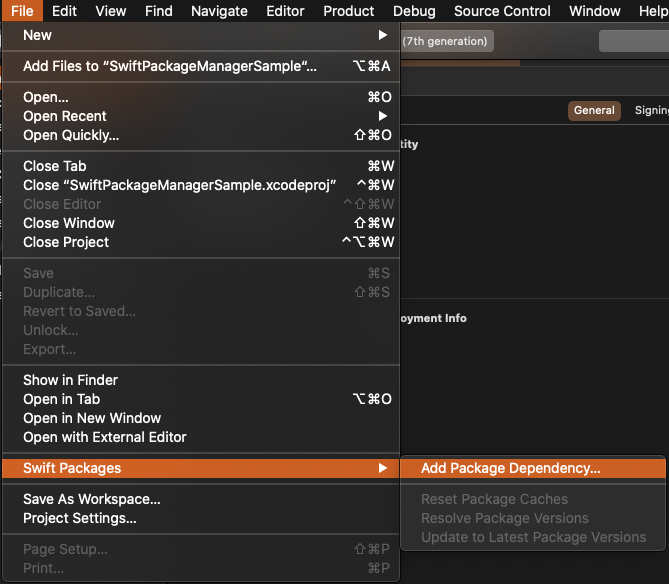 File Edit View Find Navigate Editor Product Debug Source Control Window Help
New
(7th generation)
Add Files to “SwiftPackageManagerSample“... ⌥⌘A
Open... ⌘O
Open Recent
General Signing
Open Quickly... ⇧⌘O
tity
Close Tab ⌘W
Close “SwiftPackageManagerSample.xcodeproj” ^⌘W
Close Editor ^⇧⌘W
Close Window ⇧⌘W
Close Project ^⌥⌘W
Save ⌘S
Duplicate... ⇧⌘S
Revert to Saved...
oyment Info
Unlock...
Export...
Show in Finder
Open in Tab ⌥⌘O
Open in New Window
Open with External Editor
Swift Packages
Add Package Dependency...
Reset Package Caches
Resolve Package Versions
Update to Latest Package Versions
Save As Workspace...
Project Settings...
Page Setup... ⇧⌘P
Print... ⌘P